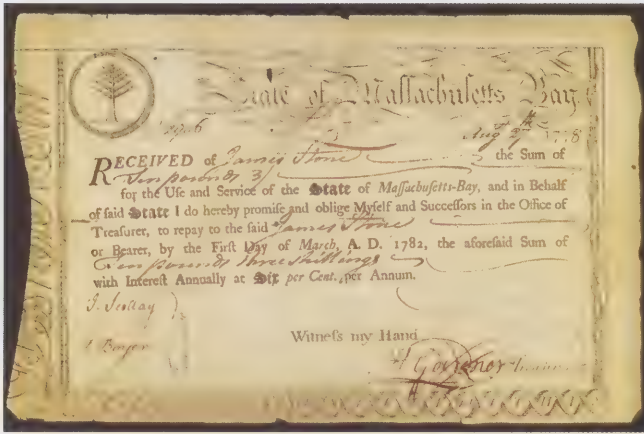 State of Massachusetts Bay.
Augt 1778
RECEIVED of James Stone the Sum of
Ten pounds 3/
for the Use and Service of the State of Massachusetts-Bay, and in Behalf
of said State I do hereby promise and oblige Myself and Successors in the Office of
Treasurer, to repay to the said James Stone
or Bearer, by the First Day of March, A. D. 1782, the aforesaid Sum of
Ten pounds three shillings
with Interest Annually at Six per Cent. per Annum.
J. Scollay
Boyer
Witness my Hand
H Gardner